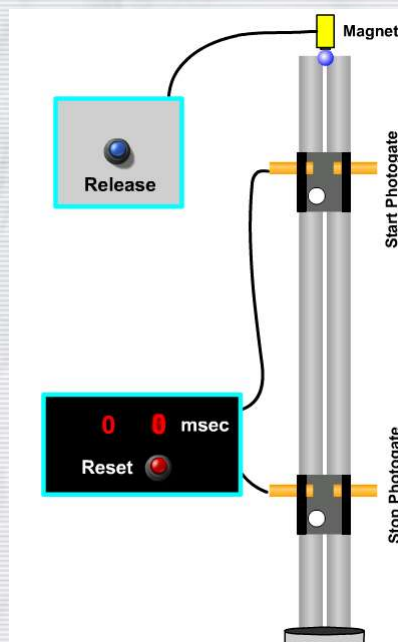 Magnet
Release
Start Photogate
0 0 msec
Reset
Stop Photogate